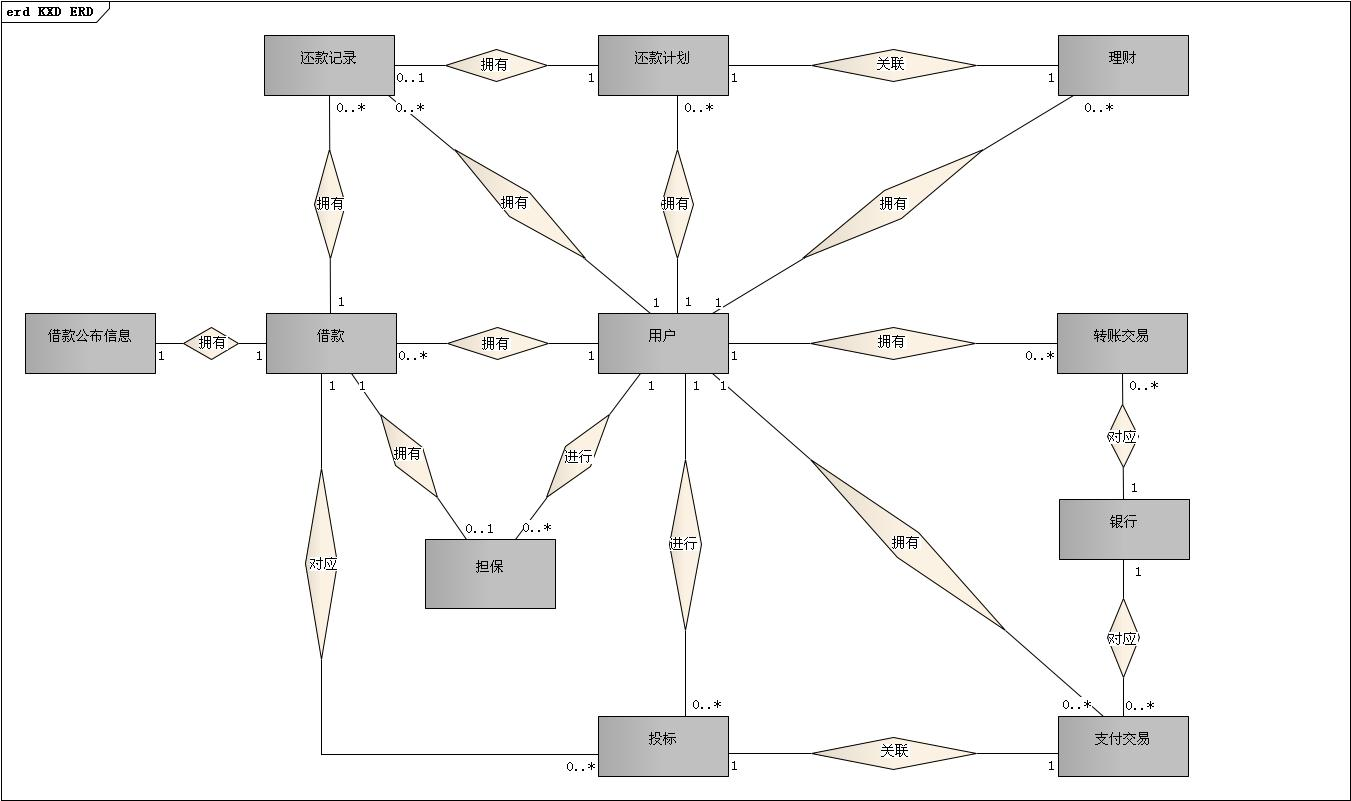 erd KXD ERD
还款记录
拥有
还款计划
关联
理财
0..1
1
1
1
0..*
0..*
0..*
0..*
拥有
拥有
拥有
拥有
1
1
1
1
借款公布信息
拥有
借款
拥有
用户
拥有
转账交易
1
1
0..*
1
1
0..*
1
1
1
1
1
0..*
拥有
进行
对应
1
0..1
0..*
银行
对应
担保
进行
拥有
1
对应
0..*
0..*
0..*
投标
关联
支付交易
0..*
1
1